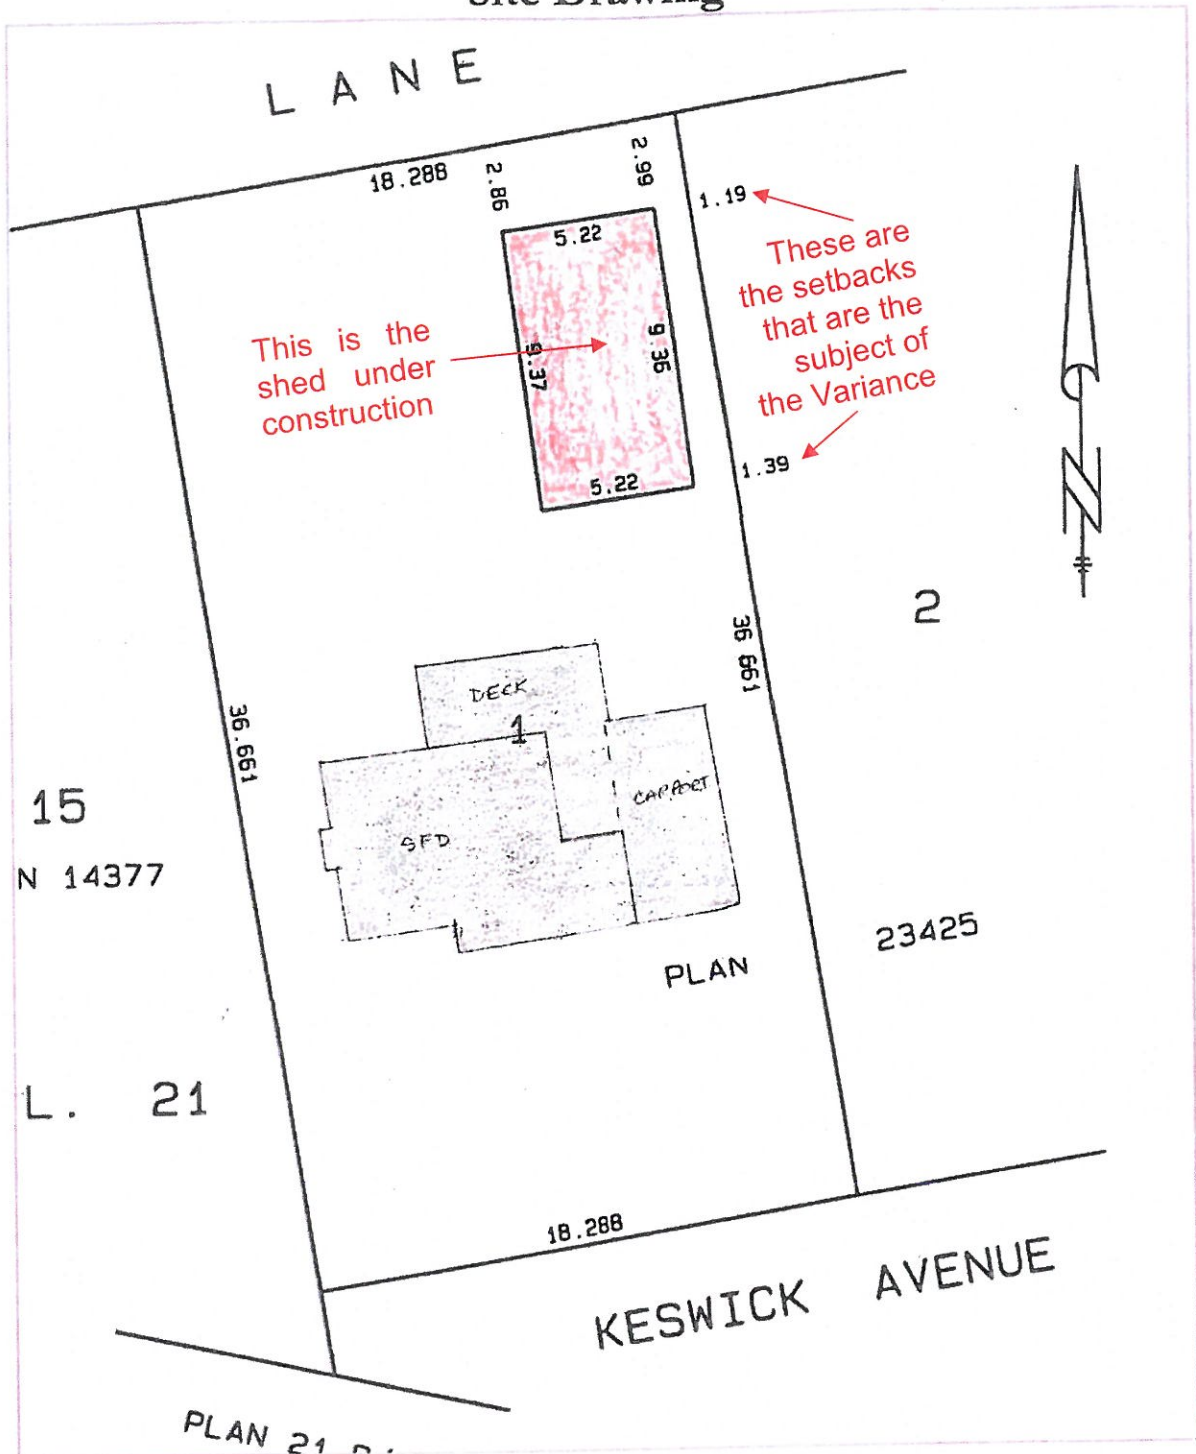 Site Drawing
LANE
18.288
2.86
2.99
1.19
5.22
These are
the setbacks
that are the
subject of
the Variance
This is the
shed under
construction
9.37
9.36
5.22
1.39
N
2
36.661
36 661
DECK
1
CARPORT
SFD
15
N 14377
23425
PLAN
L. 21
18.288
KESWICK AVENUE
PLAN 21